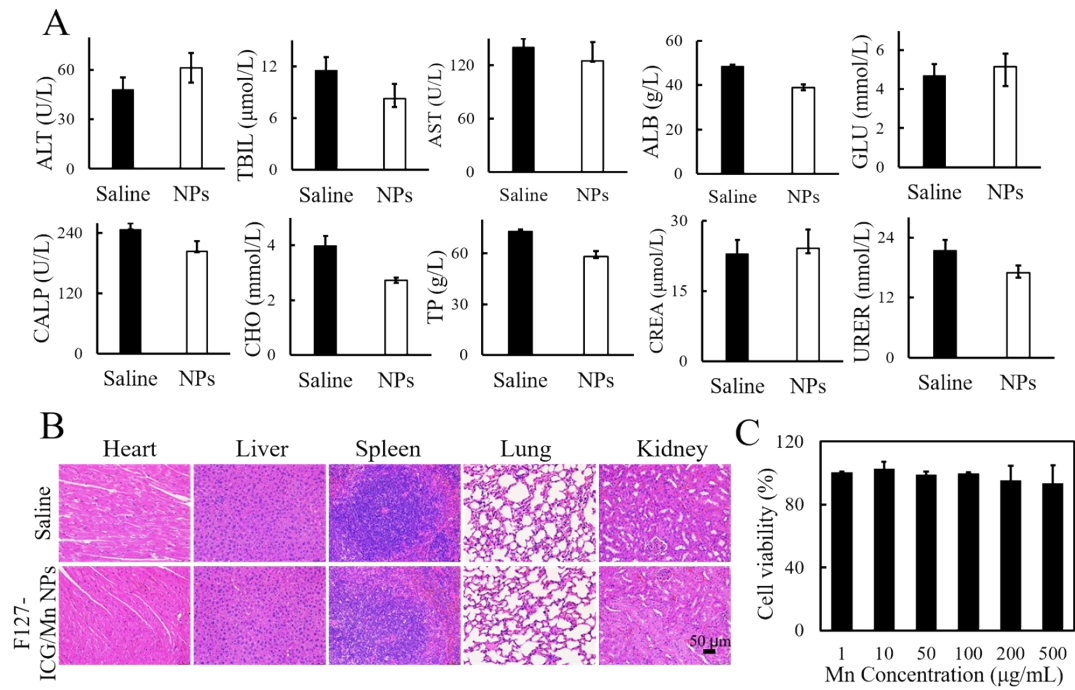 A
ALT (U/L)
60
30
0
Saline NPs
TBIL (μmol/L)
12
6
0
Saline NPs
AST (U/L)
120
60
0
Saline NPs
ALB (g/L)
60
40
20
0
Saline NPs
GLU (mmol/L)
6
4
2
0
Saline NPs
CALP (U/L)
240
120
0
Saline NPs
CHO (mmol/L)
4
2
0
Saline NPs
TP (g/L)
60
30
0
Saline NPs
CREA (μmol/L)
30
15
0
Saline NPs
URER (nmol/L)
24
12
0
Saline NPs
B
Heart Liver Spleen Lung Kidney
Saline
F127-
ICG/Mn NPs
50 μm
C
Cell viability (%)
120
80
40
0
1 10 50 100 200 500
Mn Concentration (μg/mL)